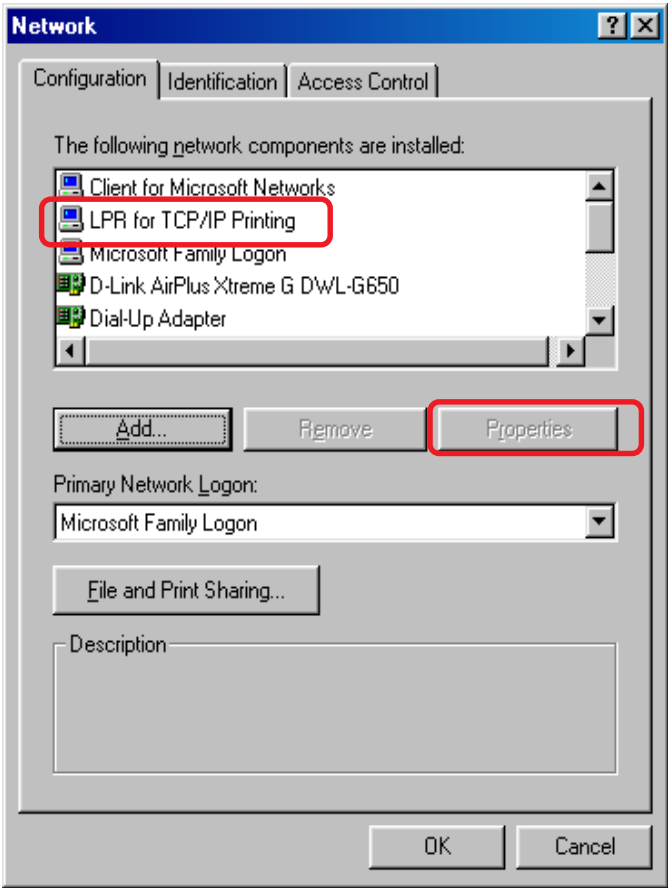 Network
Configuration Identification Access Control
The following network components are installed:
Client for Microsoft Networks
LPR for TCP/IP Printing
Microsoft Family Logon
D-Link AirPlus Xtreme G DWL-G650
Dial-Up Adapter
Add... Remove Properties
Primary Network Logon:
Microsoft Family Logon
File and Print Sharing...
Description
OK Cancel